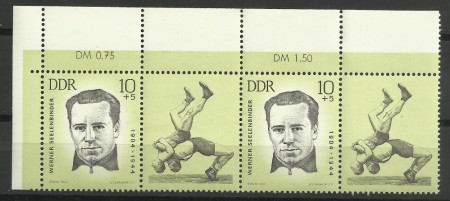 DM 0.75
DM 1.50
DDR 10
+5
WERNER SEELENBINDER
1904-1944
DDR 10
+5
WERNER SEELENBINDER
1904-1944